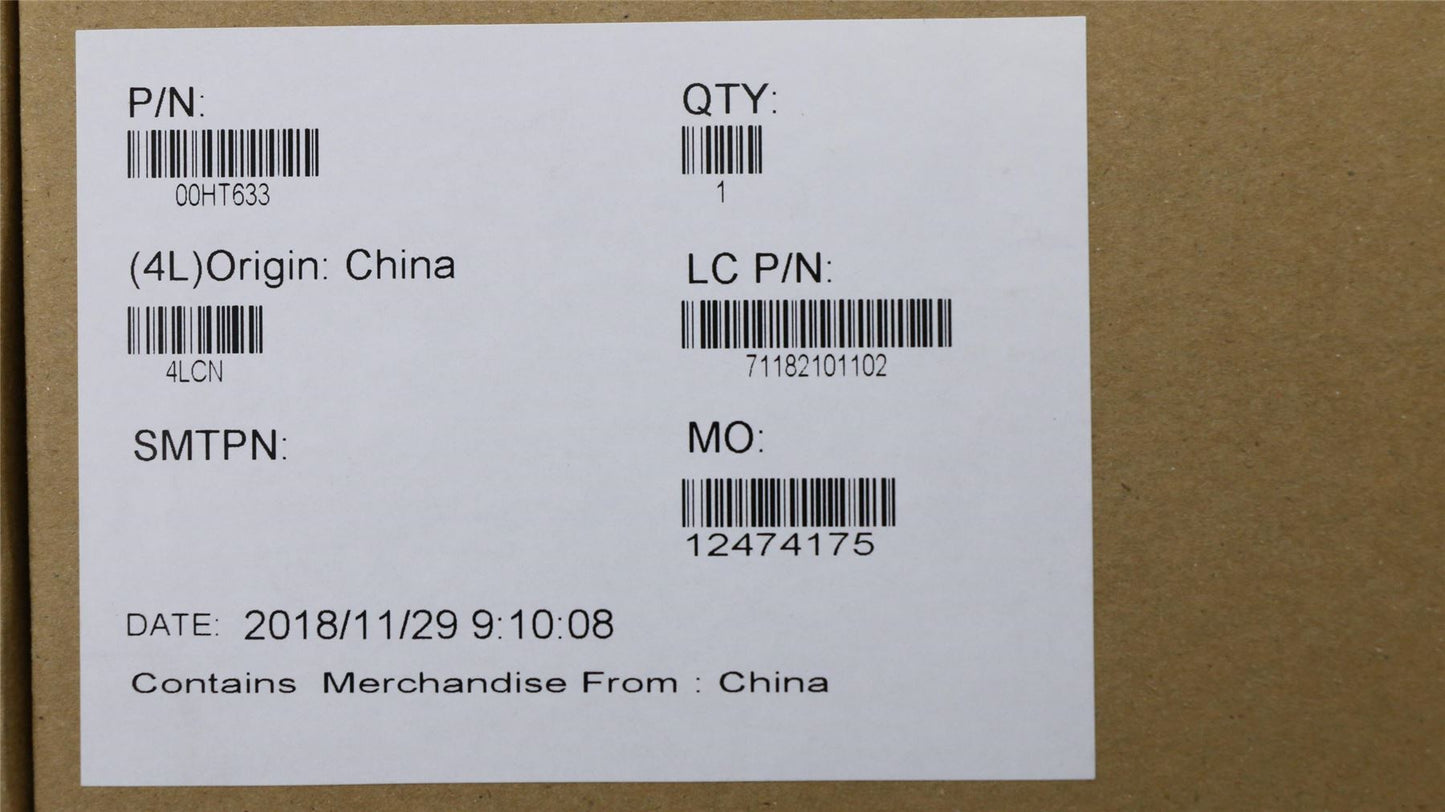 P/N:
00HT633
QTY:
1
(4L)Origin: China
4LCN
LC P/N:
71182101102
SMTPN:
MO:
12474175
DATE: 2018/11/29 9:10:08
Contains Merchandise From : China